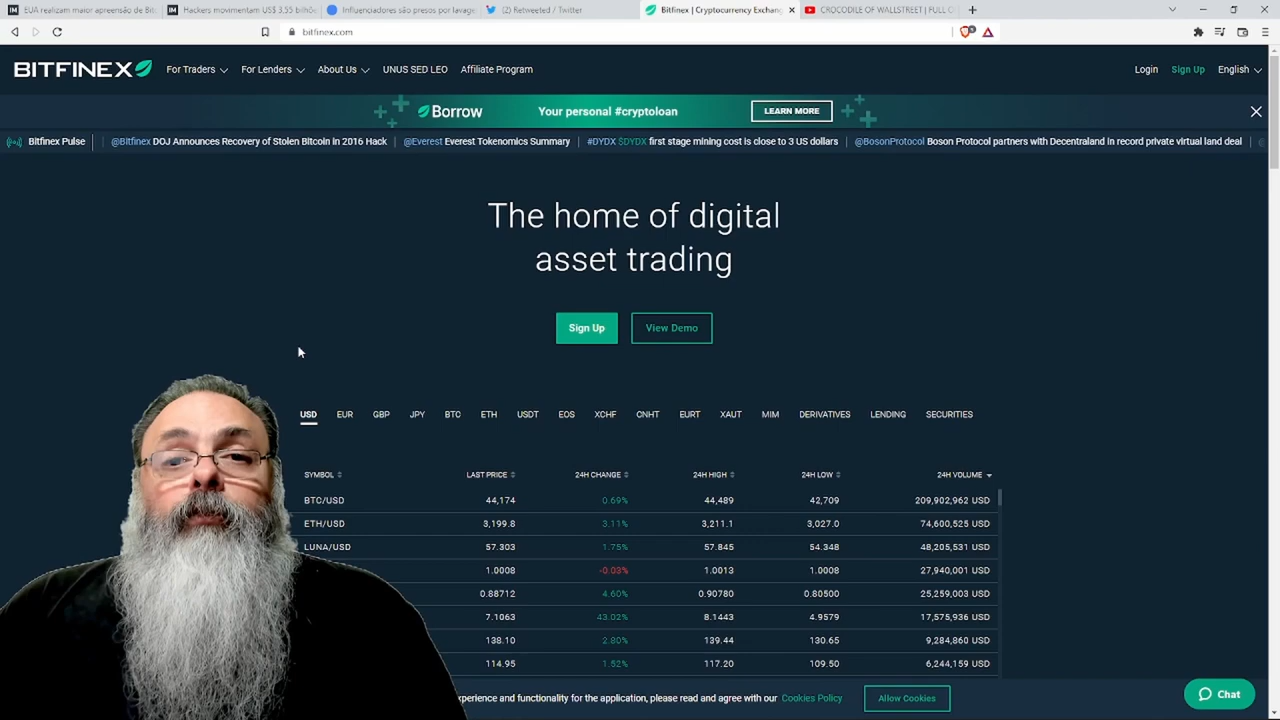 EUA realizam maior apreensão de Bit
Hackers movimentam US$ 3,55 bilhõ
Influenciadores são presos por lavage
(2) Retweeted / Twitter
Bitfinex | Cryptocurrency Exchan
CROCODILE OF WALLSTREET | FULL C
bitfinex.com
BITFINEX
For Traders
For Lenders
About Us
UNUS SED LEO
Affiliate Program
Login
Sign Up
English
Borrow
Your personal #cryptoloan
LEARN MORE
Bitfinex Pulse
@Bitfinex DOJ Announces Recovery of Stolen Bitcoin in 2016 Hack
@Everest Everest Tokenomics Summary
#DYDX $DYDX first stage mining cost is close to 3 US dollars
@BosonProtocol Boson Protocol partners with Decentraland in record private virtual land deal
The home of digital
asset trading
Sign Up
View Demo
USD EUR GBP JPY BTC ETH USDT EOS XCHF CNHT EURT XAUT MIM DERIVATIVES LENDING SECURITIES
SYMBOL LAST PRICE 24H CHANGE 24H HIGH 24H LOW 24H VOLUME
BTC/USD 44,174 0.69% 44,489 42,709 209,902,962 USD
ETH/USD 3,199.8 3.11% 3,211.1 3,027.0 74,600,525 USD
LUNA/USD 57.303 1.75% 57.845 54.348 48,205,531 USD
1.0008 -0.03% 1.0013 1.0008 27,940,001 USD
0.88712 4.60% 0.90780 0.80500 25,259,003 USD
7.1063 43.02% 8.1443 4.9579 17,575,936 USD
138.10 2.80% 139.44 130.65 9,284,860 USD
114.95 1.52% 117.20 109.50 6,244,159 USD
experience and functionality for the application, please read and agree with our Cookies Policy
Allow Cookies
Chat